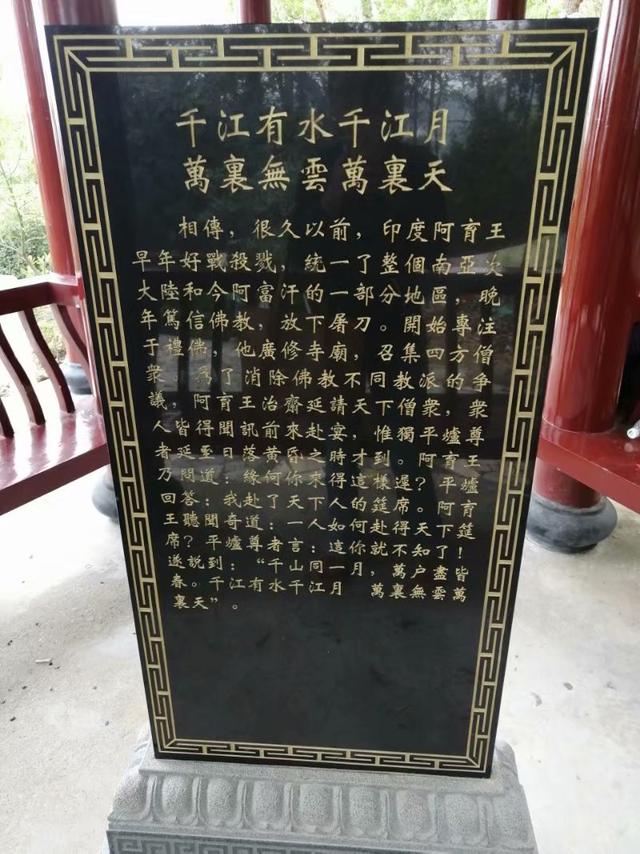 千江有水千江月
萬裏無雲萬裏天
相傳，很久以前，印度阿育王
早年好戰殺戮，統一了整個南亞次
大陸和今阿富汗的一部分地區，晚
年篤信佛教，放下屠刀。開始專注
于禮佛，他廣修寺廟，召集四方僧
衆。爲了消除佛教不同教派的争
議，阿育王治齋延請天下僧衆，衆
人皆得聞訊前來赴宴，惟獨平壚尊
者延至日落黄昏之時才到。阿育王
乃問道：緣何你來得這樣遲？平壚
回答：我赴了天下人的筵席。阿育
王聽聞奇道：一人如何赴得天下筵
席？平壚尊者言：這你就不知了！
遂説到：“千山同一月，萬户盡皆
春。千江有水千江月　萬裏無雲萬
裏天”。